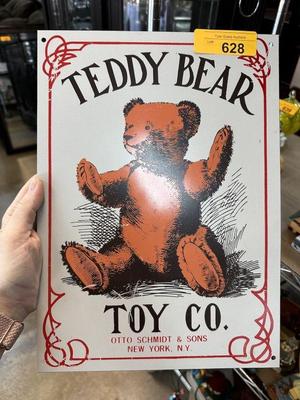 628
TEDDY BEAR
TOY CO.
OTTO SCHMIDT & SONS
NEW YORK, N.Y.